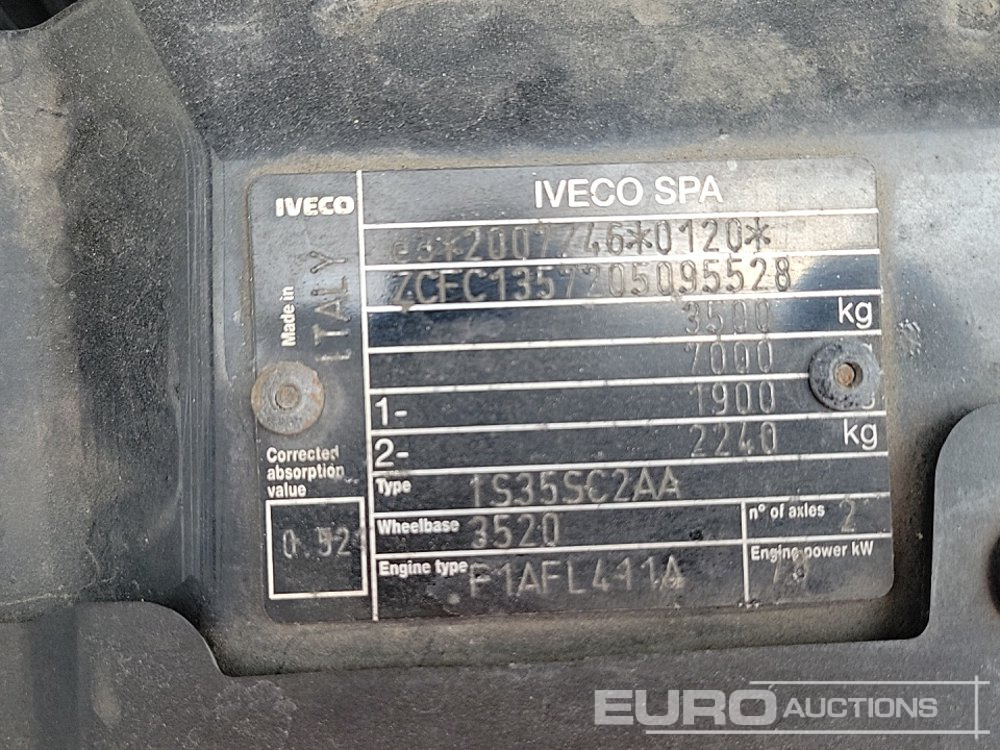 IVECO
IVECO SPA
Made in
ITALY
e3*2007/46*0120*
ZCFC1357205095528
3500 kg
7000
1- 1900
2- 2240 kg
Corrected
absorption
value
Type 1S35SC2AA
Wheelbase 3520
n° of axles 2
Engine type F1AFL411A
Engine power kW
EURO AUCTIONS